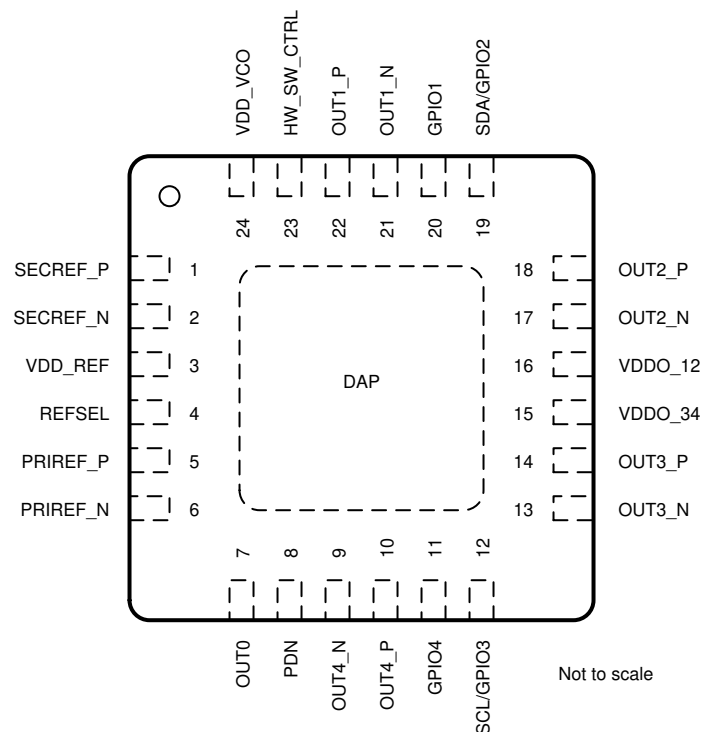 VDD_VCO
HW_SW_CTRL
OUT1_P
OUT1_N
GPIO1
SDA/GPIO2
24
23
22
21
20
19
SECREF_P 1
SECREF_N 2
VDD_REF 3
REFSEL 4
PRIREF_P 5
PRIREF_N 6
DAP
18 OUT2_P
17 OUT2_N
16 VDDO_12
15 VDDO_34
14 OUT3_P
13 OUT3_N
7
8
9
10
11
12
OUT0
PDN
OUT4_N
OUT4_P
GPIO4
SCL/GPIO3
Not to scale